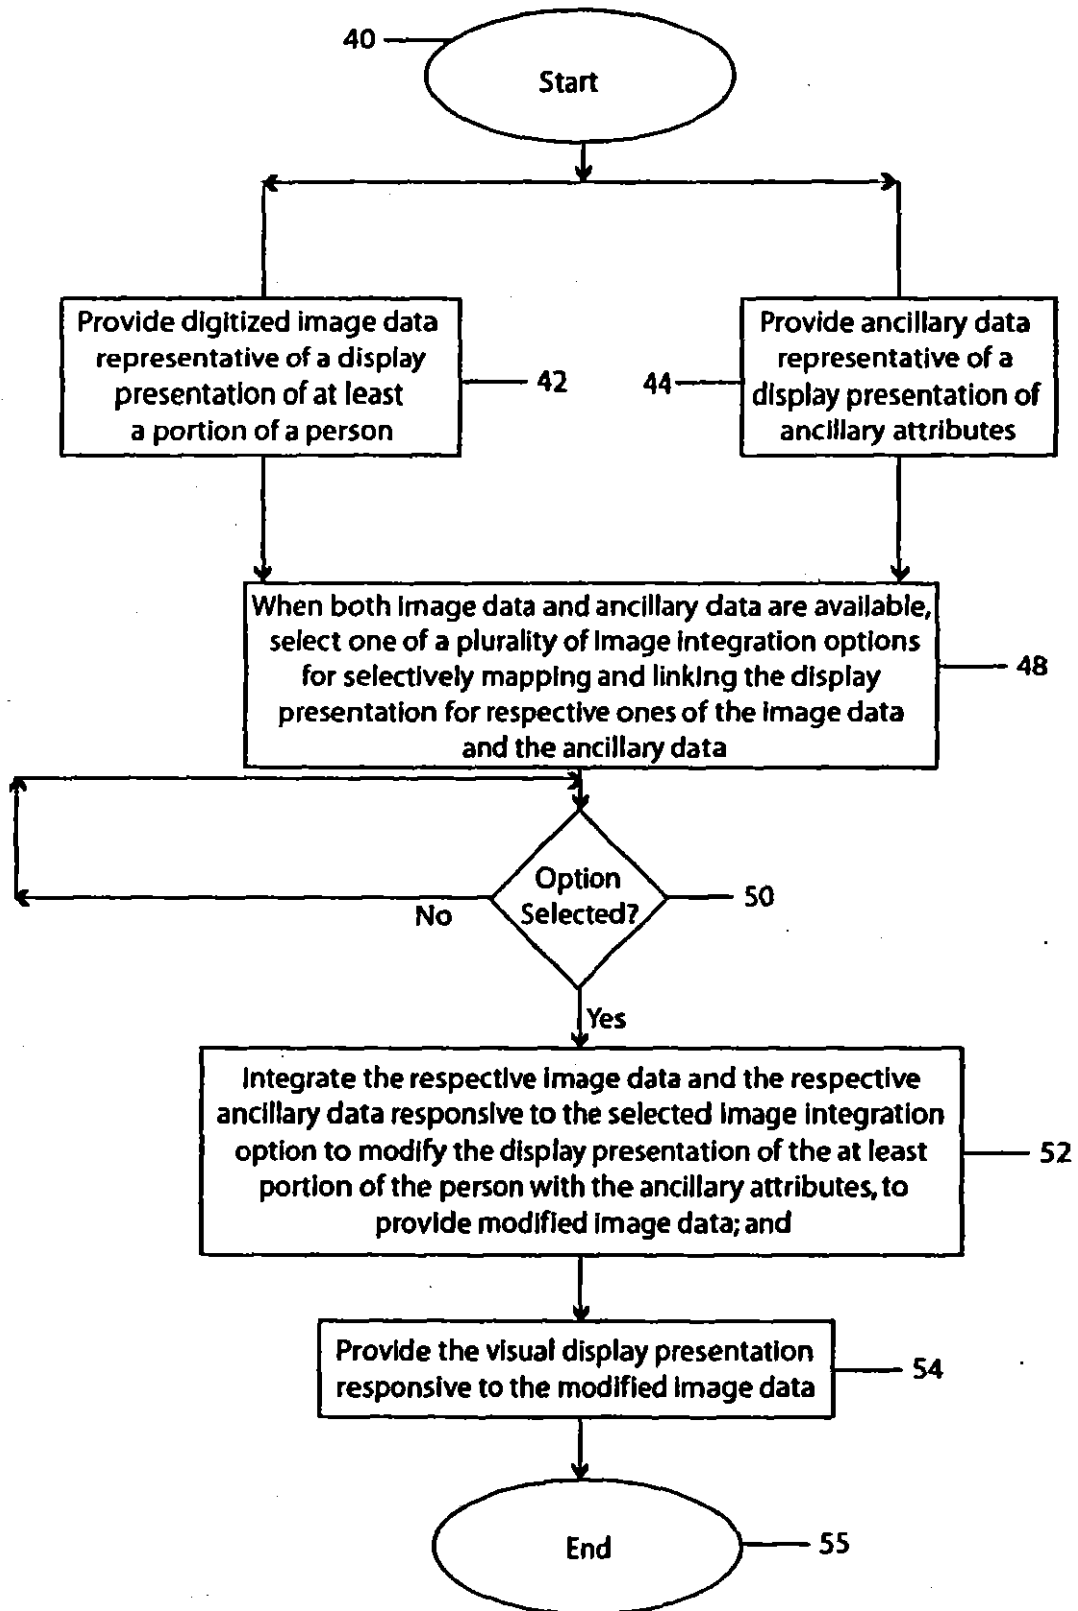 40
Start
Provide digitized image data
representative of a display
presentation of at least
a portion of a person
42
44
Provide ancillary data
representative of a
display presentation of
ancillary attributes
When both image data and ancillary data are available,
select one of a plurality of image integration options
for selectively mapping and linking the display
presentation for respective ones of the image data
and the ancillary data
48
Option
Selected?
50
No
Yes
Integrate the respective image data and the respective
ancillary data responsive to the selected image integration
option to modify the display presentation of the at least
portion of the person with the ancillary attributes, to
provide modified image data; and
52
Provide the visual display presentation
responsive to the modified image data
54
End
55